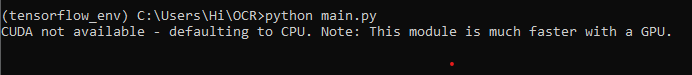 (tensorflow_env) C:\Users\Hi\OCR>python main.py
CUDA not available - defaulting to CPU. Note: This module is much faster with a GPU.